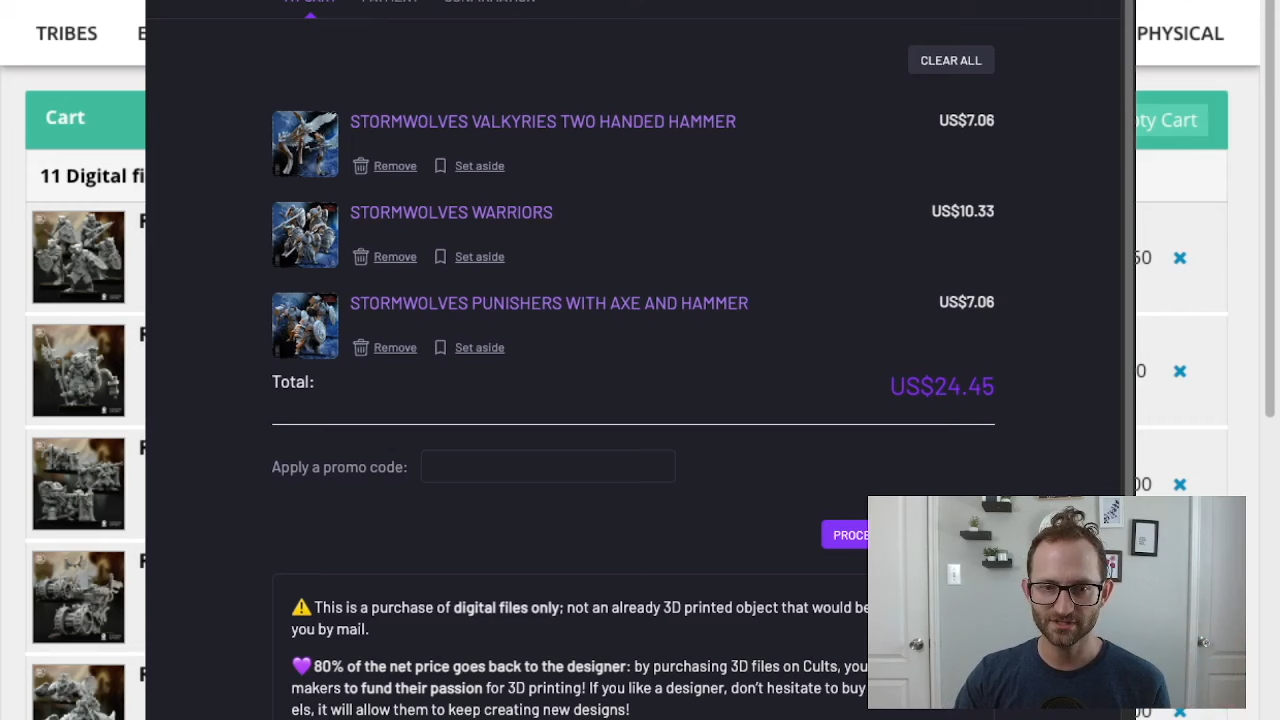 TRIBES
PHYSICAL
CLEAR ALL
Cart
pty Cart
11 Digital fi
STORMWOLVES VALKYRIES TWO HANDED HAMMER
US$7.06
Remove
Set aside
STORMWOLVES WARRIORS
US$10.33
Remove
Set aside
50
STORMWOLVES PUNISHERS WITH AXE AND HAMMER
US$7.06
Remove
Set aside
0
Total:
US$24.45
Apply a promo code:
00
PROCE
⚠️This is a purchase of digital files only; not an already 3D printed object that would be
you by mail.
💜80% of the net price goes back to the designer: by purchasing 3D files on Cults, you
makers to fund their passion for 3D printing! If you like a designer, don't hesitate to buy
els, it will allow them to keep creating new designs!